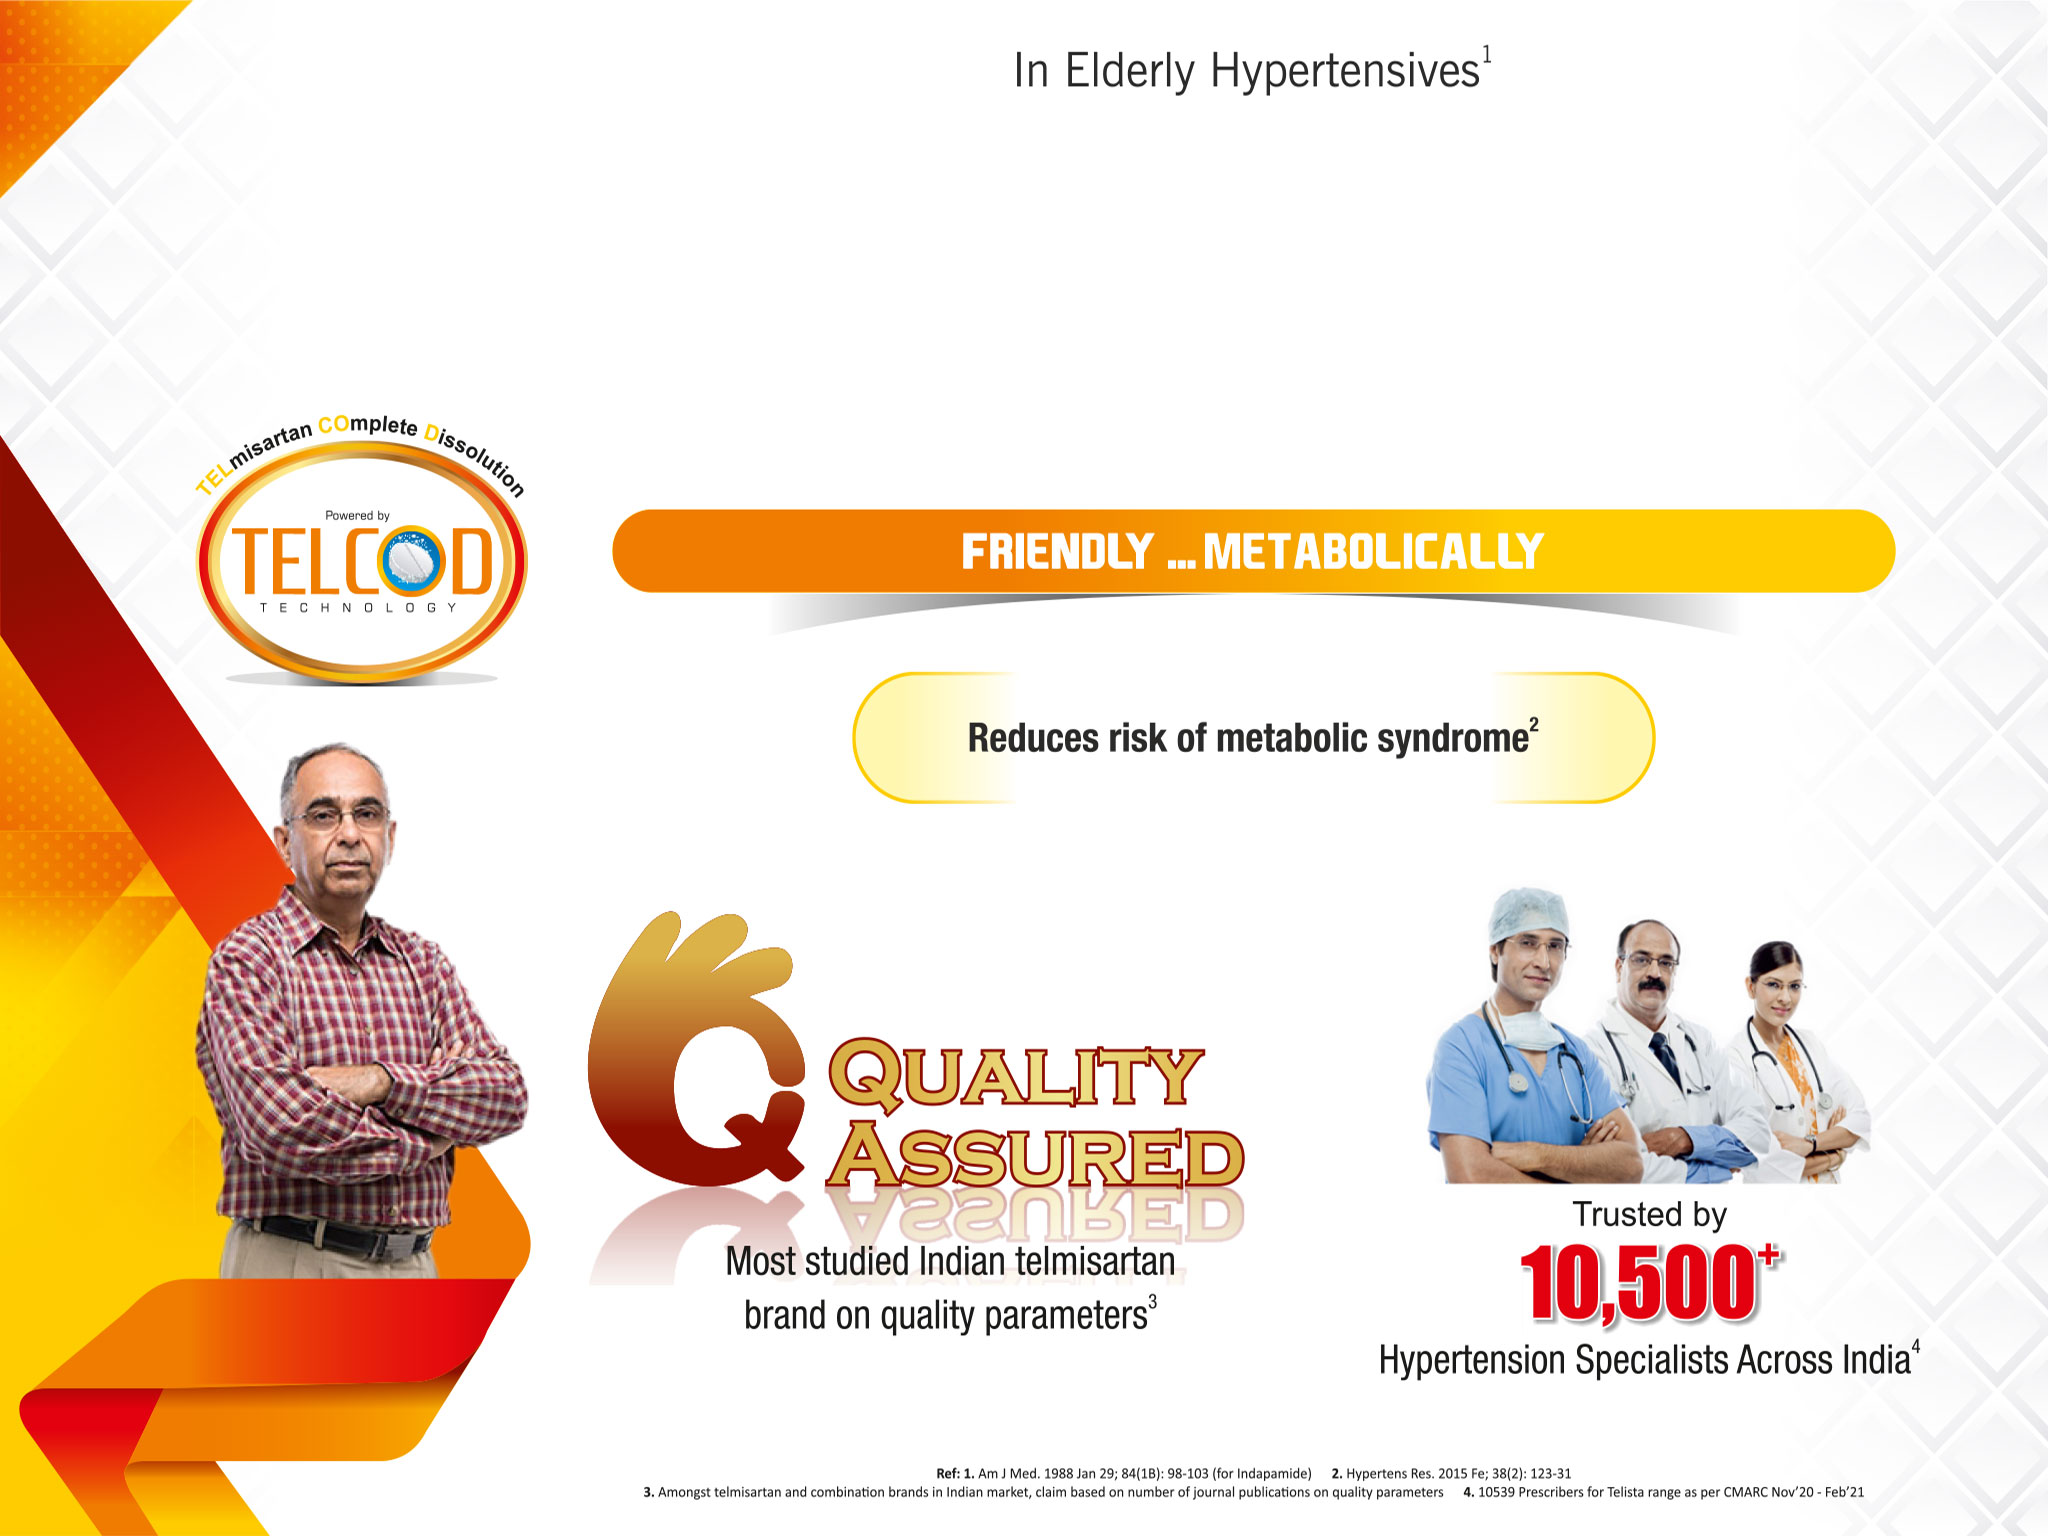 In Elderly Hypertensives¹
TELmisartan COmplete Dissolution
Powered by
TELCOD
TECHNOLOGY
FRIENDLY ... METABOLICALLY
Reduces risk of metabolic syndrome²
QUALITY
ASSURED
Most studied Indian telmisartan
brand on quality parameters³
Trusted by
10,500⁺
Hypertension Specialists Across India⁴
Ref: 1. Am J Med. 1988 Jan 29; 84(1B): 98-103 (for Indapamide) 2. Hypertens Res. 2015 Fe; 38(2): 123-31
3. Amongst telmisartan and combination brands in Indian market, claim based on number of journal publications on quality parameters 4. 10539 Prescribers for Telista range as per CMARC Nov'20 - Feb'21